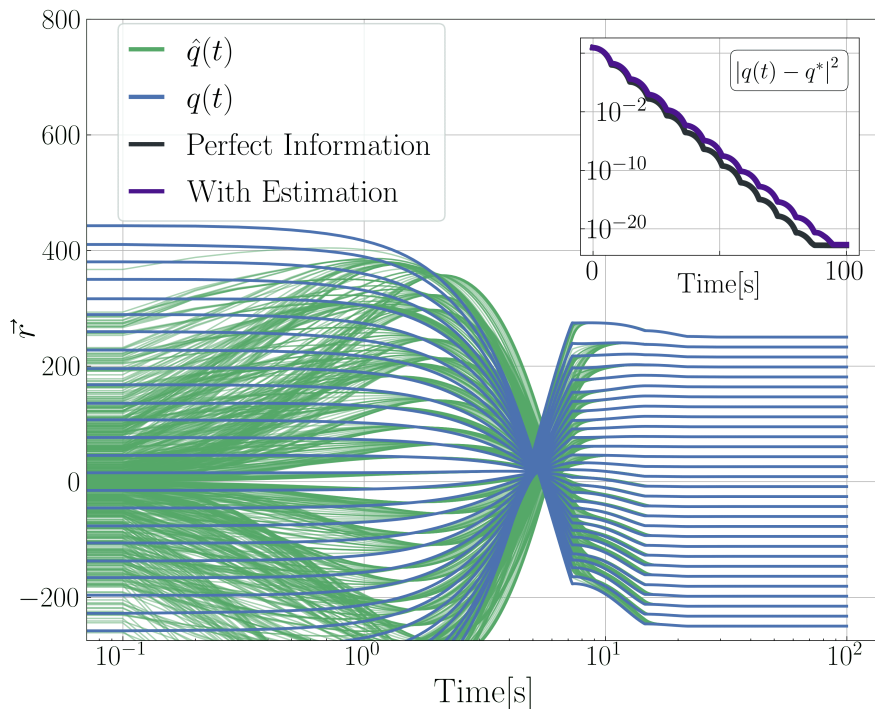 800
600
400
200
0
−200
r⃗
10⁻¹
10⁰
10¹
10²
Time[s]
q̂(t)
q(t)
Perfect Information
With Estimation
|q(t) − q*|²
10⁻²
10⁻¹⁰
10⁻²⁰
0
100
Time[s]